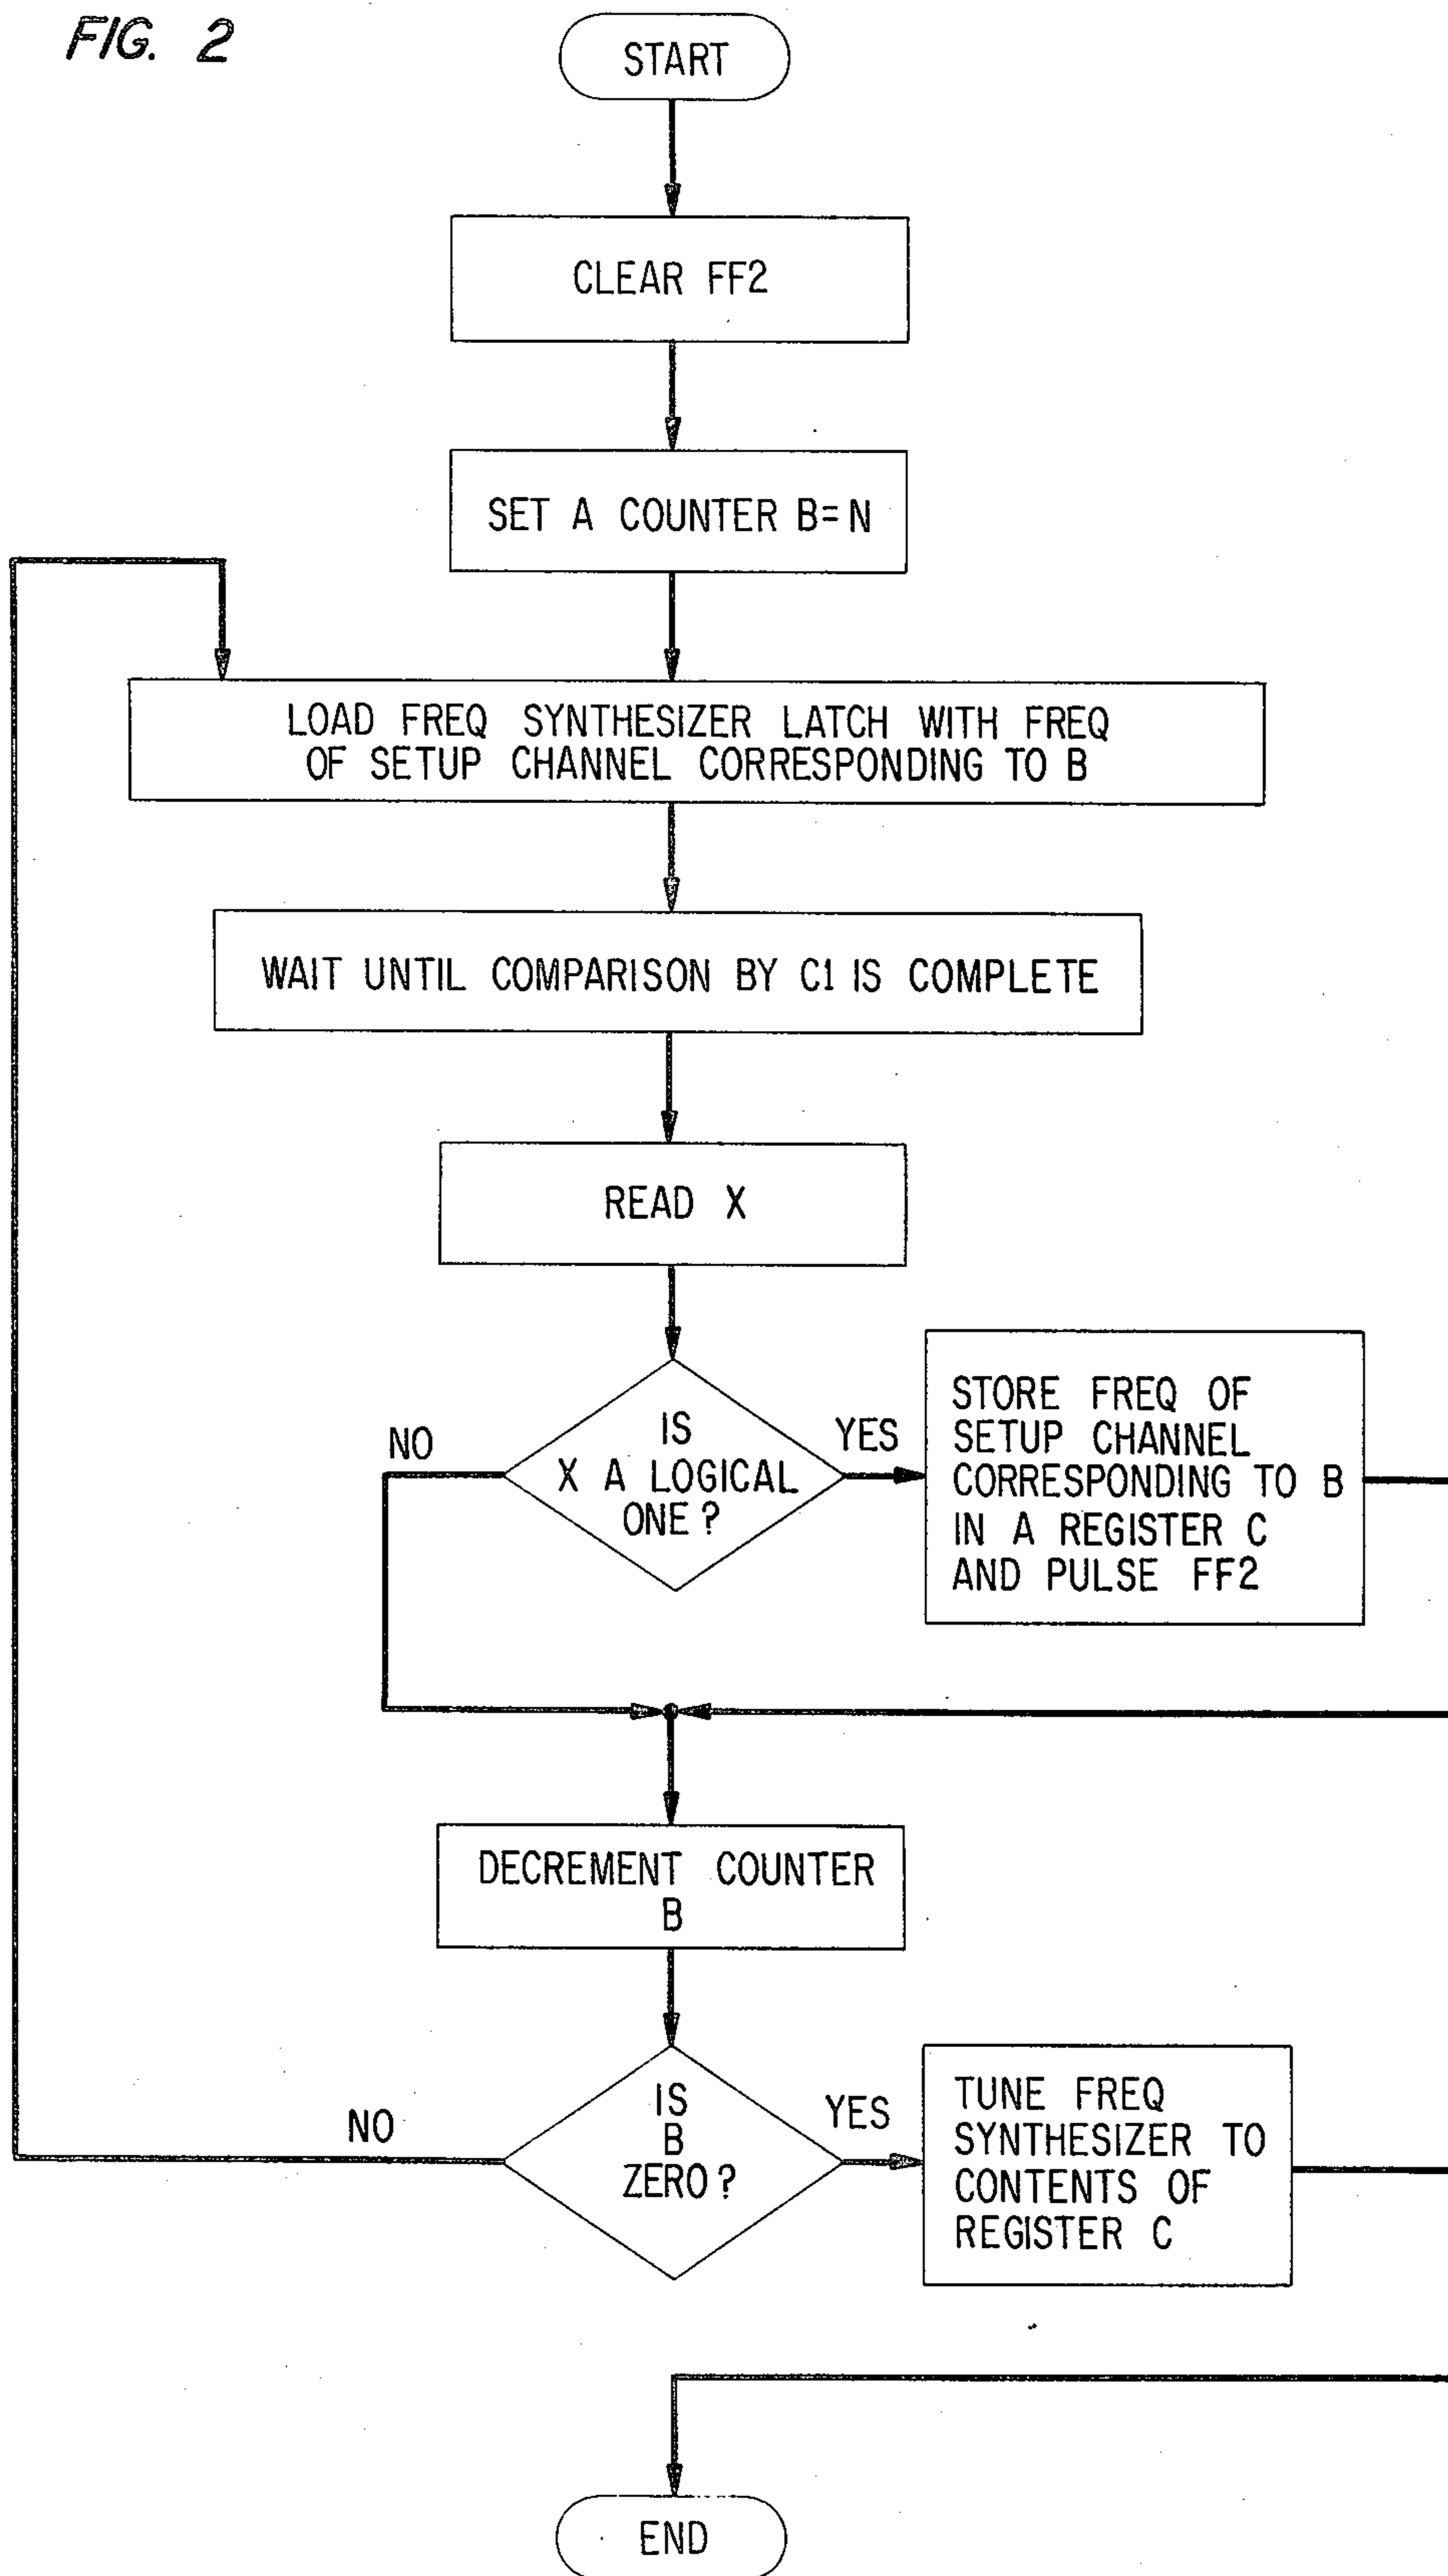 FIG. 2
START
CLEAR FF2
SET A COUNTER B=N
LOAD FREQ SYNTHESIZER LATCH WITH FREQ
OF SETUP CHANNEL CORRESPONDING TO B
WAIT UNTIL COMPARISON BY C1 IS COMPLETE
READ X
IS
X A LOGICAL
ONE?
NO
YES
STORE FREQ OF
SETUP CHANNEL
CORRESPONDING TO B
IN A REGISTER C
AND PULSE FF2
DECREMENT COUNTER
B
IS
B
ZERO?
NO
YES
TUNE FREQ
SYNTHESIZER TO
CONTENTS OF
REGISTER C
END